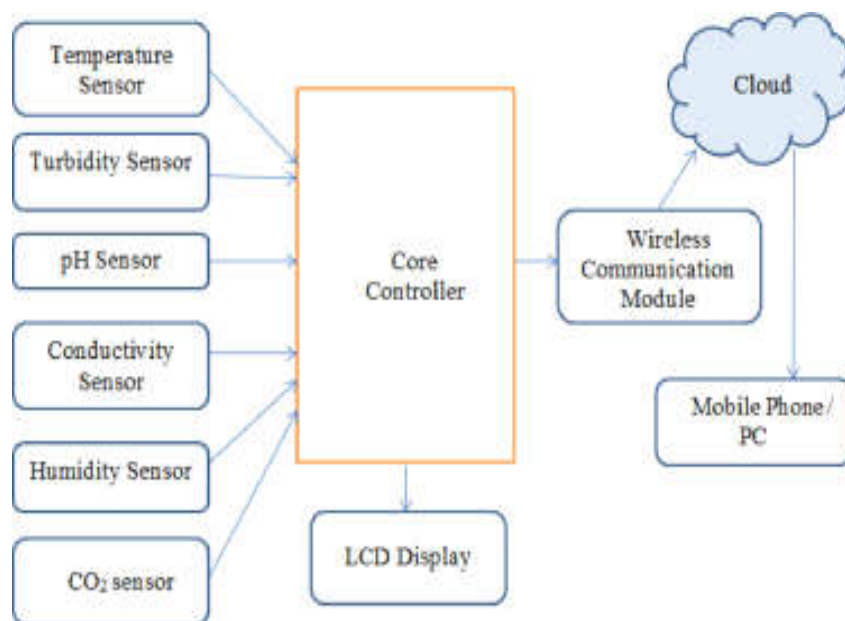 Temperature
Sensor
Turbidity Sensor
pH Sensor
Conductivity
Sensor
Humidity Sensor
CO₂ sensor
Core
Controller
LCD Display
Wireless
Communication
Module
Cloud
Mobile Phone/
PC